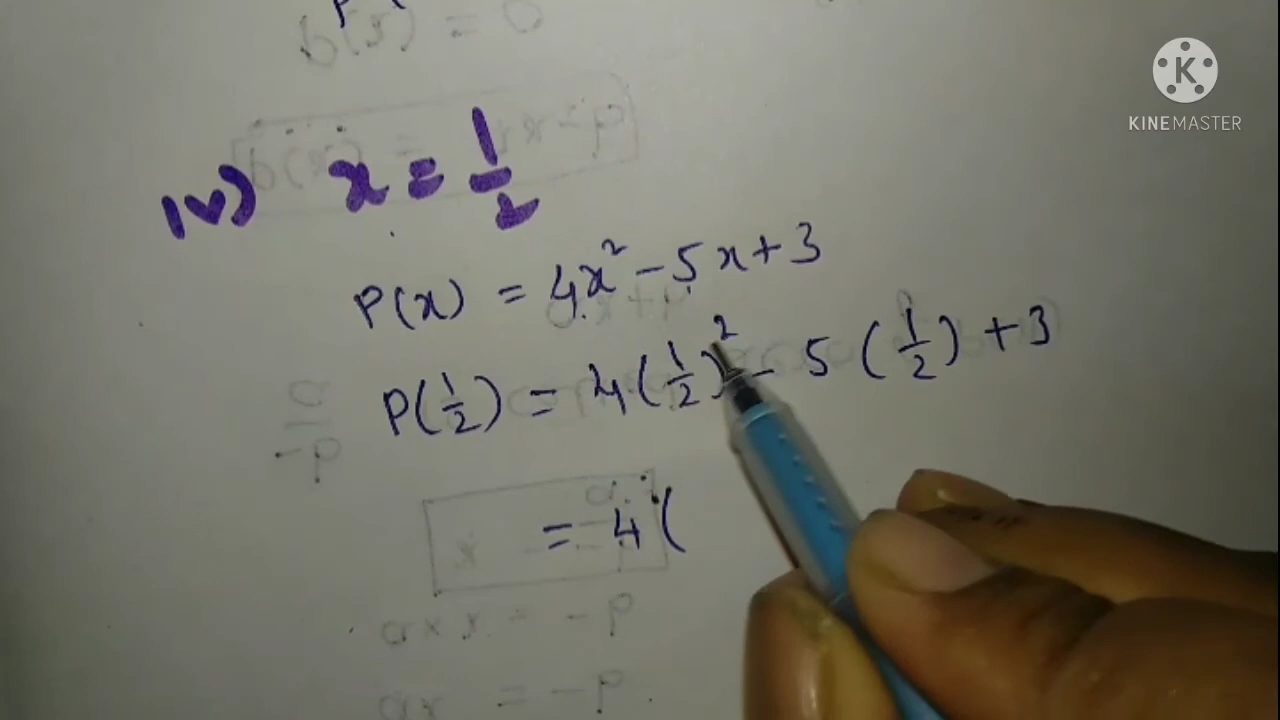 KINEMASTER
iv) x = 1/2
P(x) = 4x² - 5x + 3
P(1/2) = 4(1/2)² - 5(1/2) + 3
= 4(